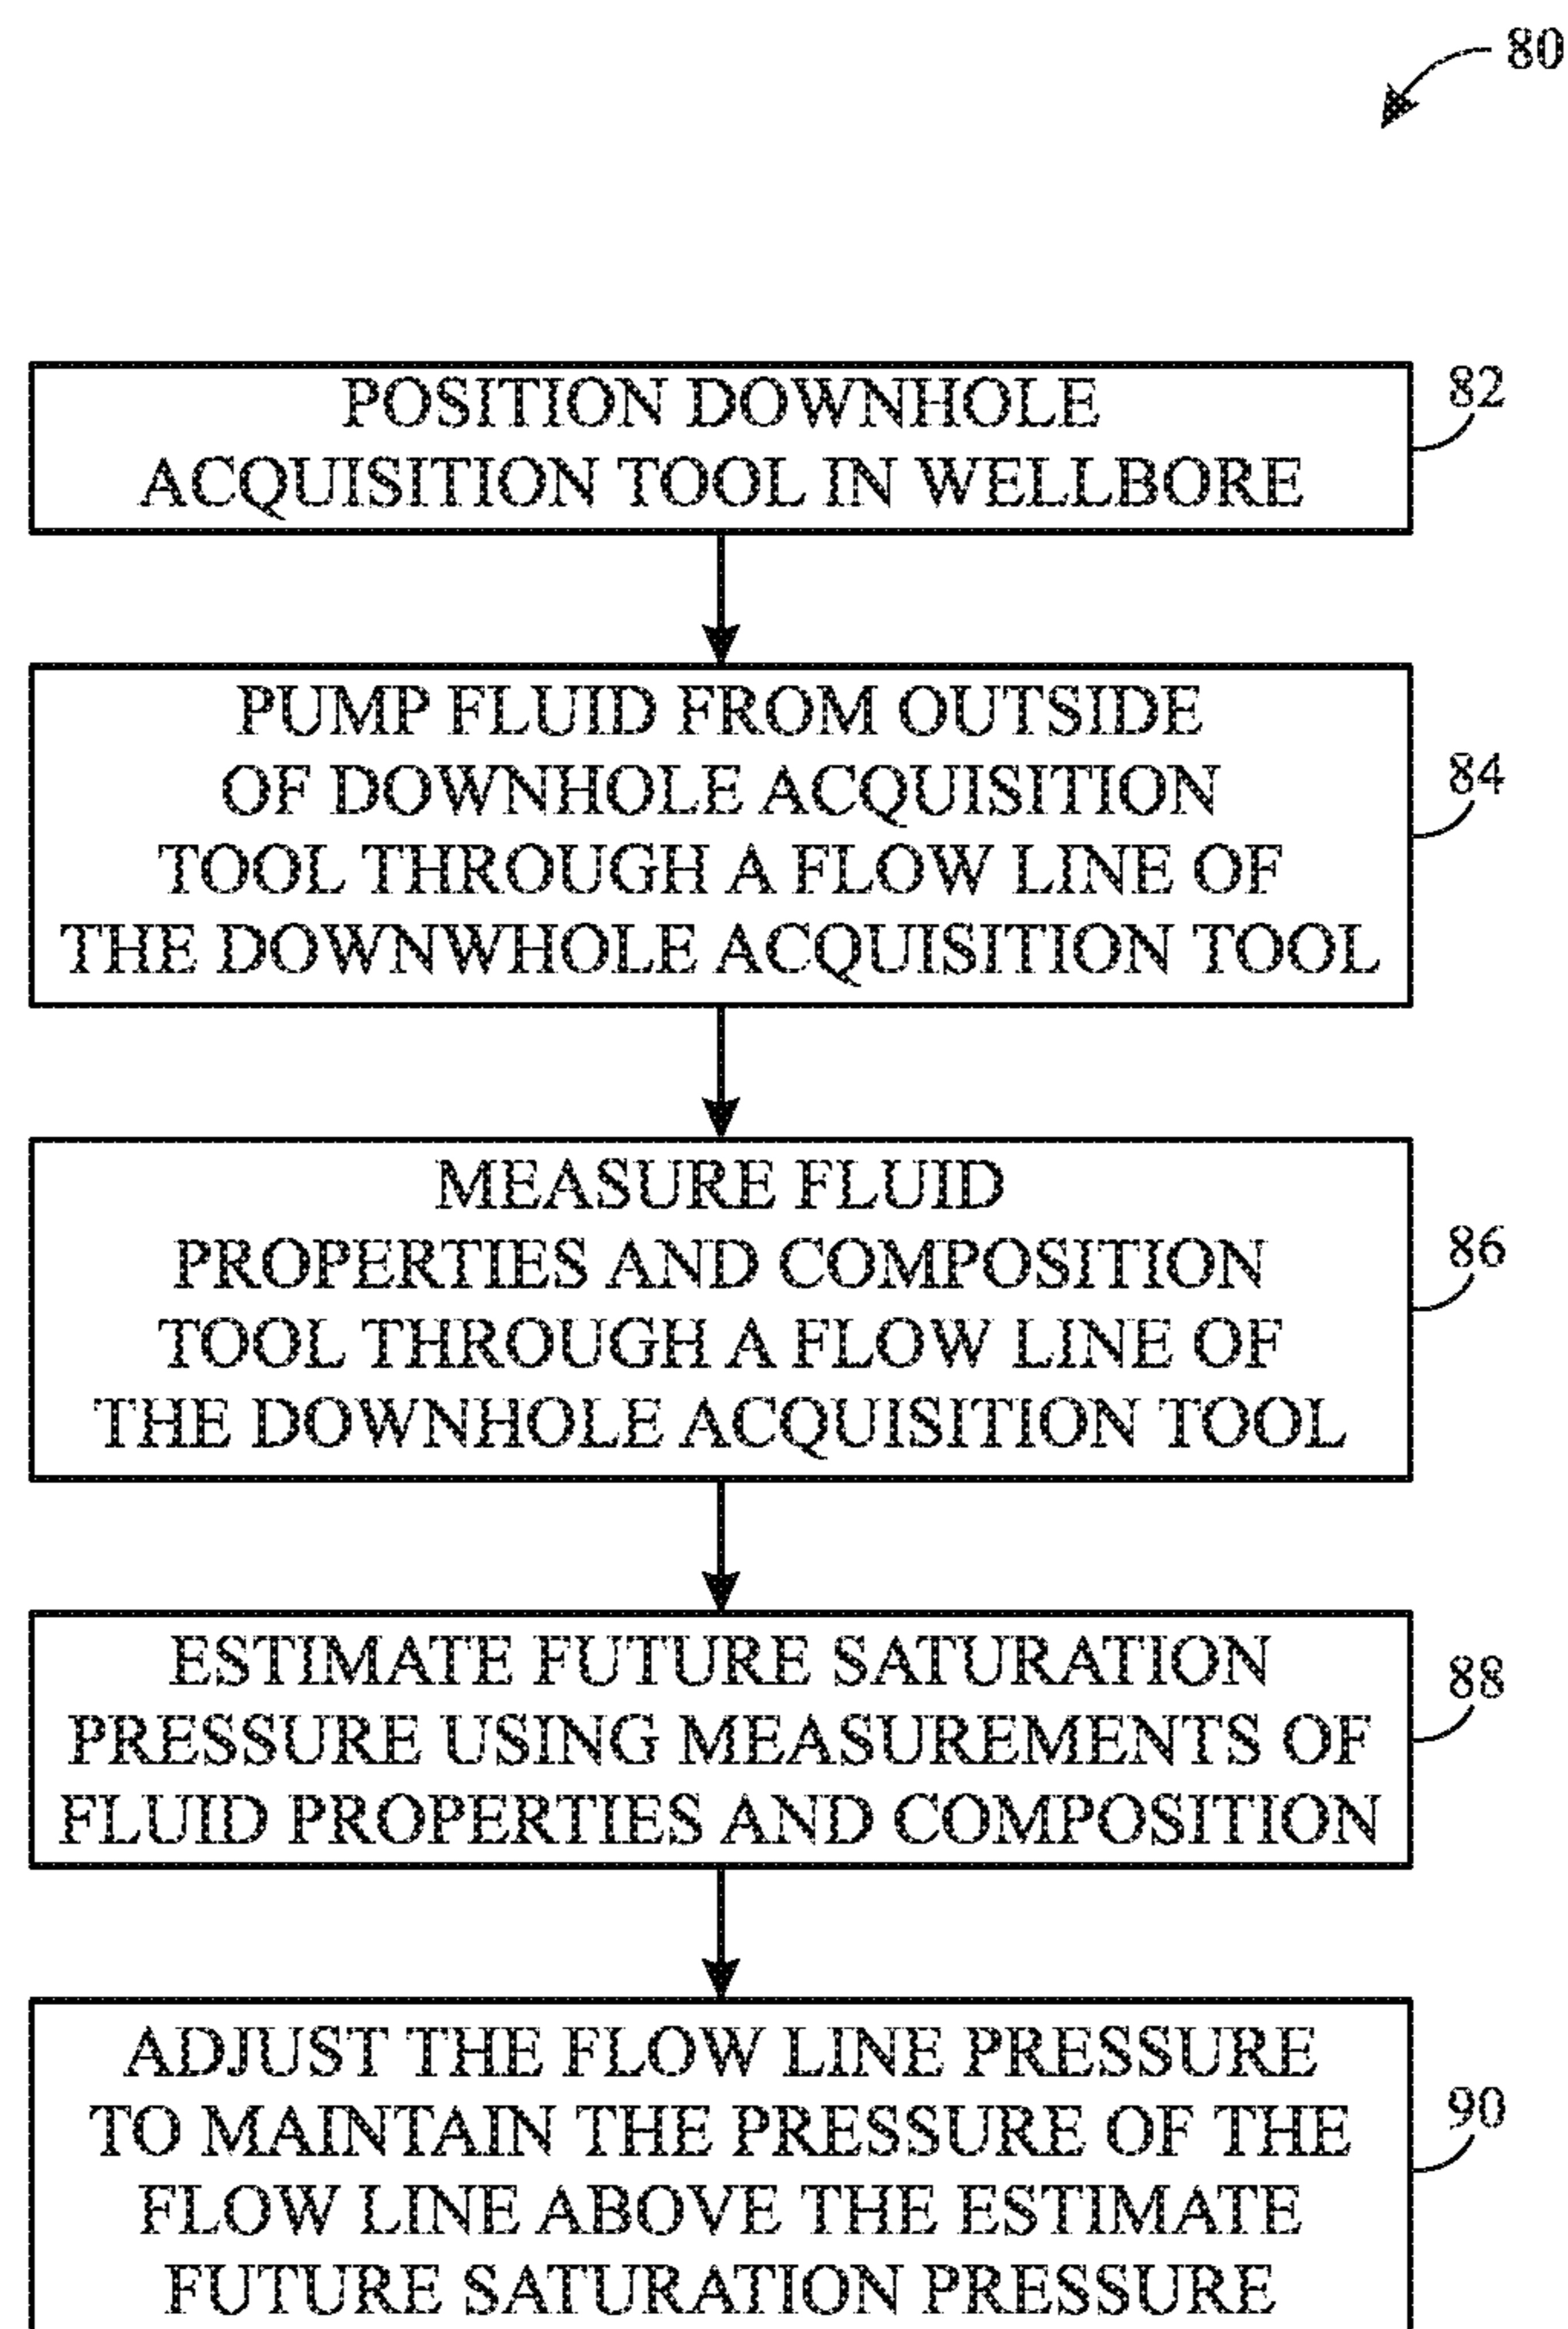 80
POSITION DOWNHOLE
ACQUISITION TOOL IN WELLBORE
82
PUMP FLUID FROM OUTSIDE
OF DOWNHOLE ACQUISITION
TOOL THROUGH A FLOW LINE OF
THE DOWNWHOLE ACQUISITION TOOL
84
MEASURE FLUID
PROPERTIES AND COMPOSITION
TOOL THROUGH A FLOW LINE OF
THE DOWNHOLE ACQUISITION TOOL
86
ESTIMATE FUTURE SATURATION
PRESSURE USING MEASUREMENTS OF
FLUID PROPERTIES AND COMPOSITION
88
ADJUST THE FLOW LINE PRESSURE
TO MAINTAIN THE PRESSURE OF THE
FLOW LINE ABOVE THE ESTIMATE
FUTURE SATURATION PRESSURE
90